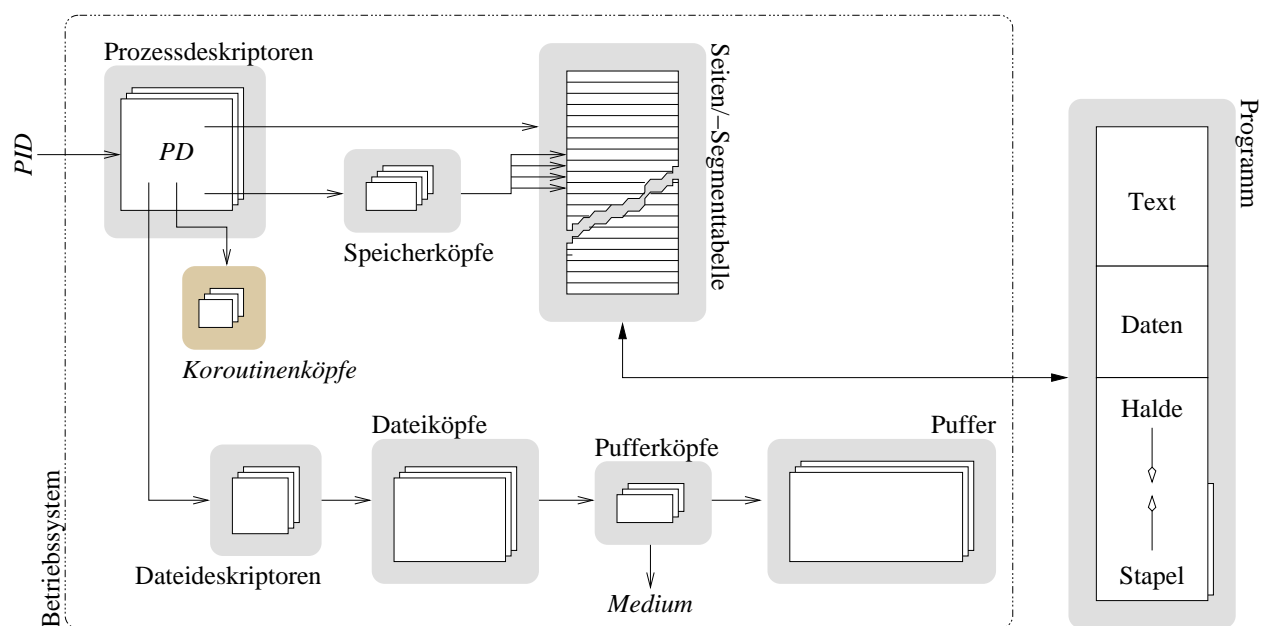 Prozessdeskriptoren
PID
PD
Speicherköpfe
Seiten/−Segmenttabelle
Koroutinenköpfe
Programm
Text
Daten
Halde
Stapel
Dateiköpfe
Pufferköpfe
Puffer
Dateideskriptoren
Medium
Betriebssystem